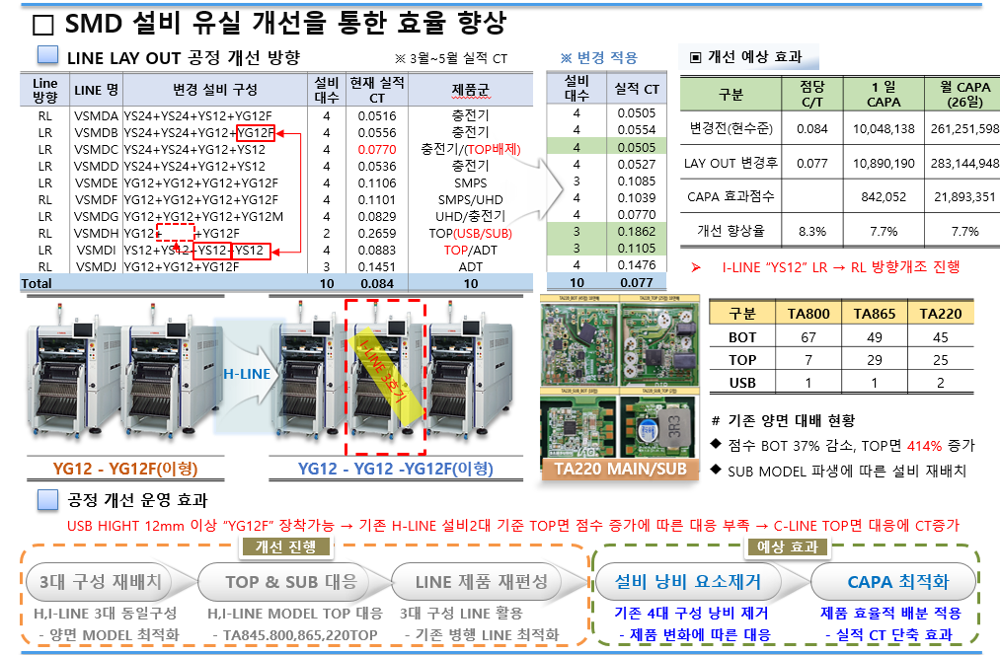 □ SMD 설비 유실 개선을 통한 효율 향상
LINE LAY OUT 공정 개선 방향
※ 3월~5월 실적 CT
※ 변경 적용
▣ 개선 예상 효과
Line 방향 LINE 명 변경 설비 구성 설비 대수 현재 실적 CT 제품군
RL VSMDA YS24+YS24+YS12+YG12F 4 0.0516 충전기
LR VSMDB YS24+YS24+YG12+YG12F 4 0.0556 충전기
LR VSMDC YS24+YS24+YG12+YS12 4 0.0770 충전기/(TOP배제)
LR VSMDD YS24+YS24+YG12+YS12 4 0.0536 충전기
LR VSMDE YG12+YG12+YG12+YG12F 4 0.1106 SMPS
RL VSMDF YG12+YG12+YG12+YG12F 4 0.1101 SMPS/UHD
LR VSMDG YG12+YG12+YG12+YG12M 4 0.0829 UHD/충전기
RL VSMDH YG12+ +YG12F 2 0.2659 TOP(USB/SUB)
LR VSMDI YS12+YS12+YS12+YS12 4 0.0883 TOP/ADT
RL VSMDJ YG12+YG12+YG12F 3 0.1451 ADT
Total 10 0.084 10
설비 대수 실적 CT
4 0.0505
4 0.0554
4 0.0505
4 0.0527
3 0.1085
4 0.1039
4 0.0770
3 0.1862
3 0.1105
4 0.1476
10 0.077
구분 점당 C/T 1 일 CAPA 월 CAPA (26일)
변경전(현수준) 0.084 10,048,138 261,251,598
LAY OUT 변경후 0.077 10,890,190 283,144,948
CAPA 효과점수 842,052 21,893,351
개선 향상율 8.3% 7.7% 7.7%
➢ I-LINE “YS12” LR → RL 방향개조 진행
H-LINE
I-LINE 3호기
YG12 - YG12F(이형)
YG12 - YG12 -YG12F(이형)
TA220 MAIN/SUB
구분 TA800 TA865 TA220
BOT 67 49 45
TOP 7 29 25
USB 1 1 2
# 기존 양면 대배 현황
◆ 점수 BOT 37% 감소, TOP면 414% 증가
◆ SUB MODEL 파생에 따른 설비 재배치
공정 개선 운영 효과
USB HIGHT 12mm 이상 “YG12F” 장착가능 → 기존 H-LINE 설비2대 기준 TOP면 점수 증가에 따른 대응 부족 → C-LINE TOP면 대응에 CT증가
개선 진행
예상 효과
3대 구성 재배치
TOP & SUB 대응
LINE 제품 재편성
설비 낭비 요소제거
CAPA 최적화
H,I-LINE 3대 동일구성
- 양면 MODEL 최적화
H,I-LINE MODEL TOP 대응
- TA845.800,865,220TOP
3대 구성 LINE 활용
- 기존 병행 LINE 최적화
기존 4대 구성 낭비 제거
- 제품 변화에 따른 대응
제품 효율적 배분 적용
- 실적 CT 단축 효과